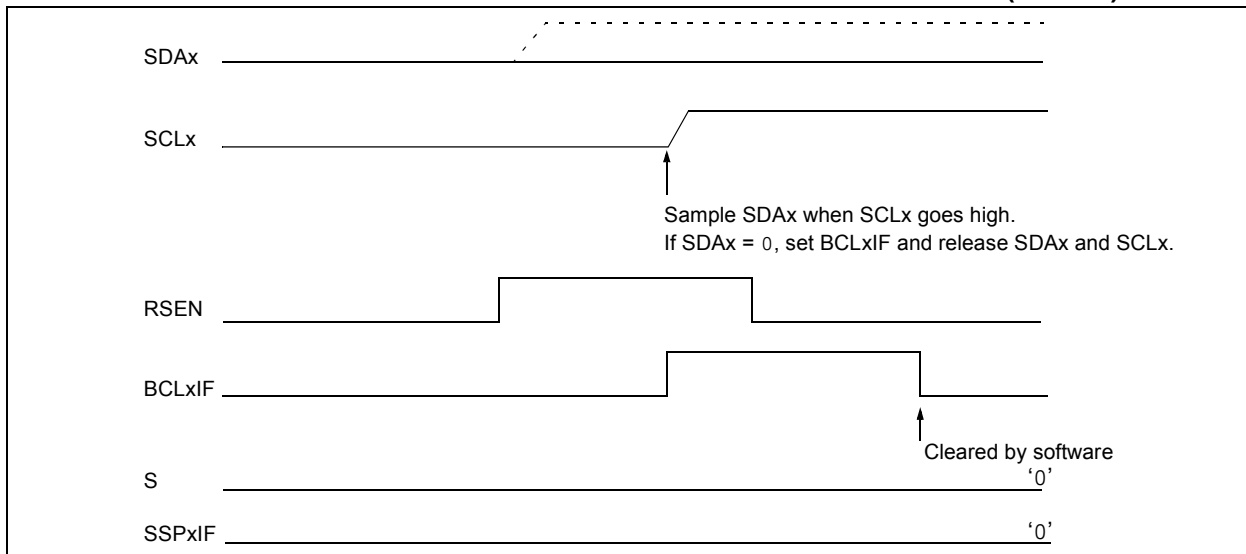 SDAx
SCLx
Sample SDAx when SCLx goes high.
If SDAx = 0, set BCLxIF and release SDAx and SCLx.
RSEN
BCLxIF
Cleared by software
S
‘0’
SSPxIF
‘0’